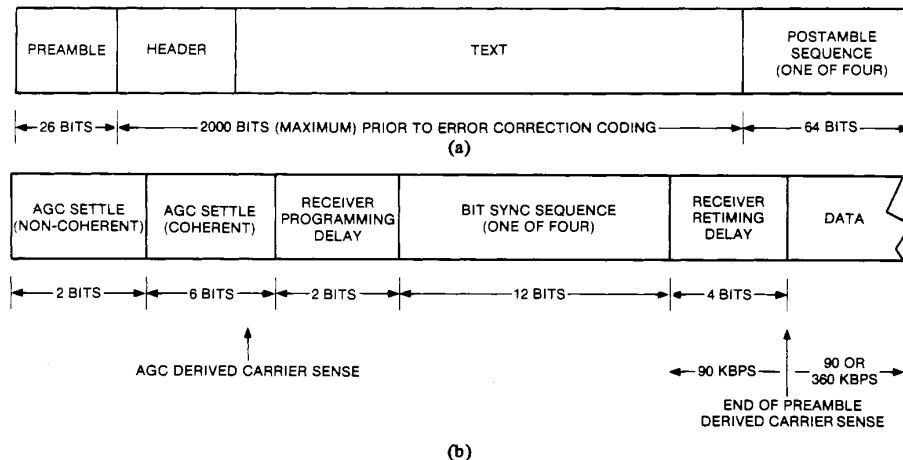 PREAMBLE
HEADER
TEXT
POSTAMBLE
SEQUENCE
(ONE OF FOUR)
26 BITS
2000 BITS (MAXIMUM) PRIOR TO ERROR CORRECTION CODING
64 BITS
(a)
AGC SETTLE
(NON-COHERENT)
AGC SETTLE
(COHERENT)
RECEIVER
PROGRAMMING
DELAY
BIT SYNC SEQUENCE
(ONE OF FOUR)
RECEIVER
RETIMING
DELAY
DATA
2 BITS
6 BITS
2 BITS
12 BITS
4 BITS
AGC DERIVED CARRIER SENSE
90 KBPS
90 OR
360 KBPS
END OF PREAMBLE
DERIVED CARRIER SENSE
(b)